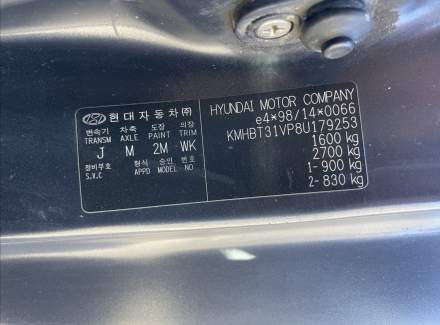 현대자동차㈜
변속기 차축 도장 의장
TRANSM AXLE PAINT TRIM
J M 2M WK
정비부호 형식 승인 번호
S.V.C APPD MODEL NO
HYUNDAI MOTOR COMPANY
e4*98/14*0066
KMHBT31VP8U179253
1600 kg
2700 kg
1- 900 kg
2- 830 kg